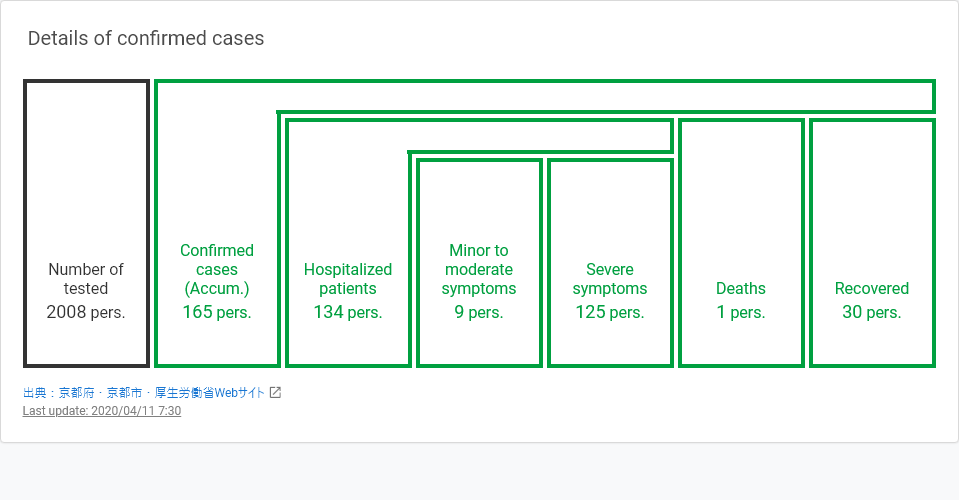 Details of confirmed cases
Number of
tested
2008 pers.
Confirmed
cases
(Accum.)
165 pers.
Hospitalized
patients
134 pers.
Minor to
moderate
symptoms
9 pers.
Severe
symptoms
125 pers.
Deaths
1 pers.
Recovered
30 pers.
出典：京都府・京都市・厚生労働省Webサイト
Last update: 2020/04/11 7:30